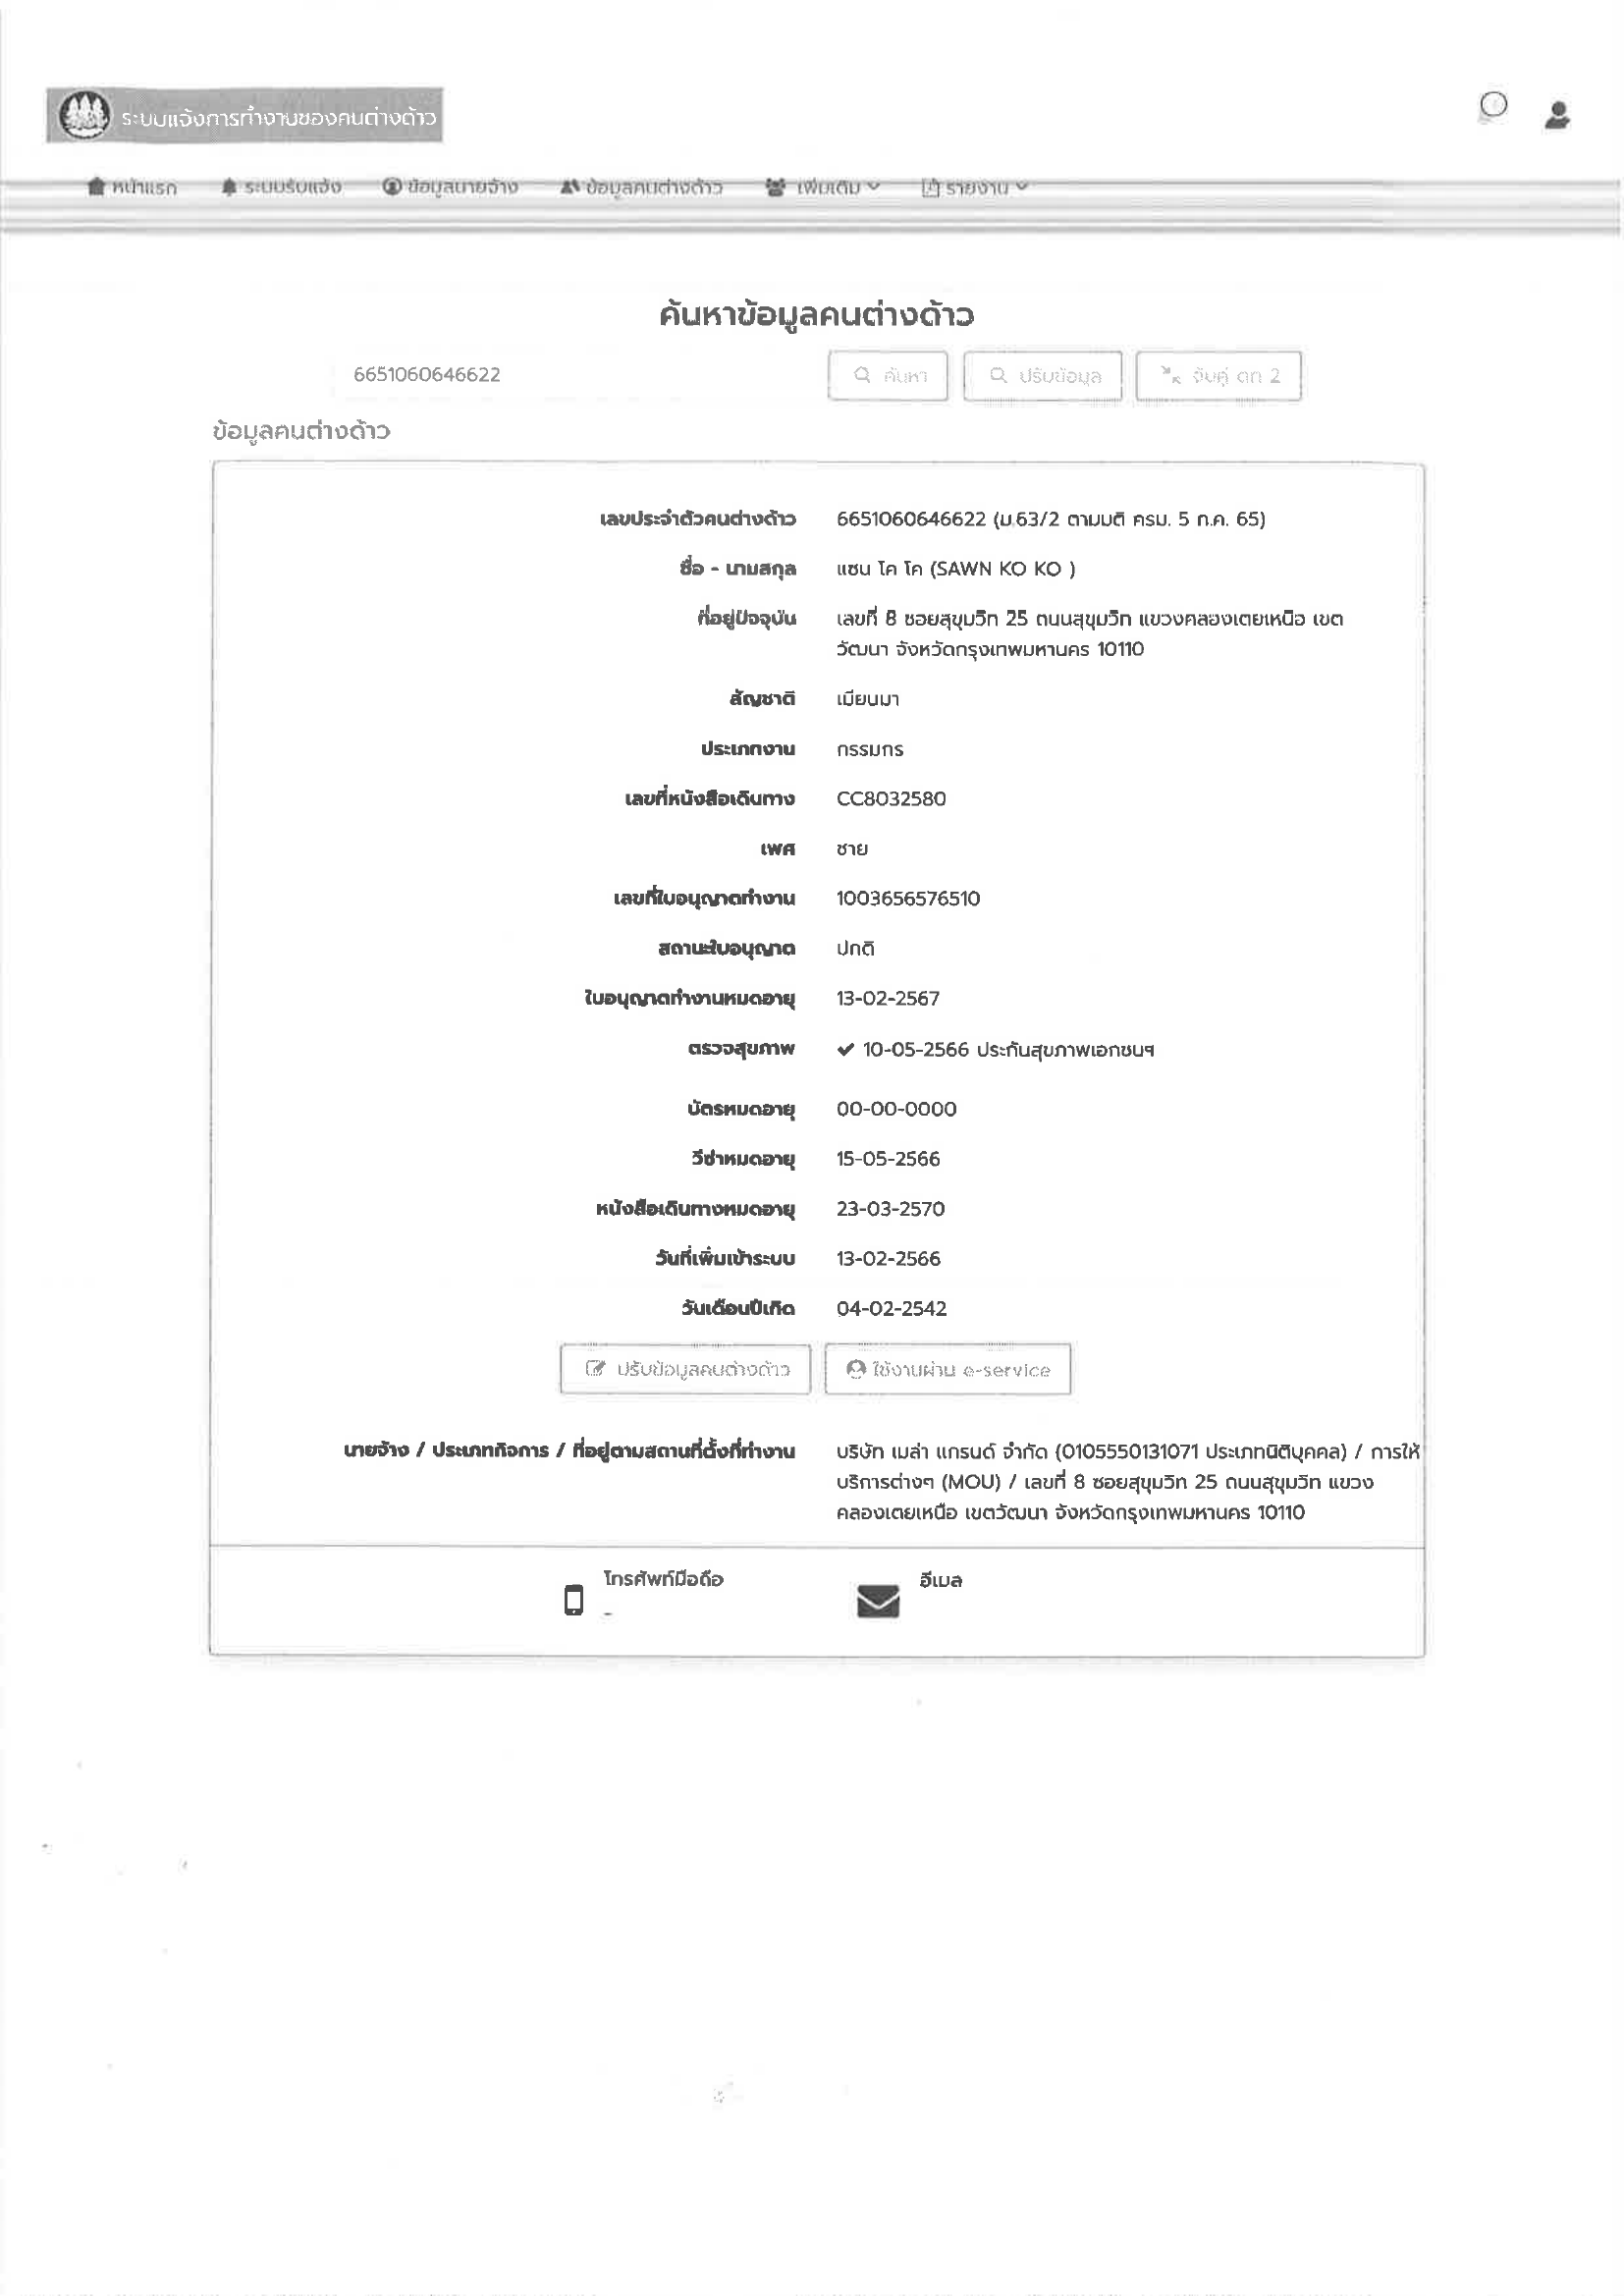 ระบบแจ้งการทำงานของคนต่างด้าว
หน้าแรก ระบบรับแจ้ง ข้อมูลนายจ้าง ข้อมูลคนต่างด้าว เพิ่มเติม รายงาน
ค้นหาข้อมูลคนต่างด้าว
6651060646622 ค้นหา ปรับข้อมูล จับคู่ ตท 2
ข้อมูลคนต่างด้าว
เลขประจำตัวคนต่างด้าว 6651060646622 (ม.63/2 ตามมติ ครม. 5 ก.ค. 65)
ชื่อ - นามสกุล แซน โค โค (SAWN KO KO )
ที่อยู่ปัจจุบัน เลขที่ 8 ซอยสุขุมวิท 25 ถนนสุขุมวิท แขวงคลองเตยเหนือ เขต
วัฒนา จังหวัดกรุงเทพมหานคร 10110
สัญชาติ เมียนมา
ประเภทงาน กรรมกร
เลขที่หนังสือเดินทาง CC8032580
เพศ ชาย
เลขที่ใบอนุญาตทำงาน 1003656576510
สถานะใบอนุญาต ปกติ
ใบอนุญาตทำงานหมดอายุ 13-02-2567
ตรวจสุขภาพ ✔ 10-05-2566 ประกันสุขภาพเอกชนฯ
บัตรหมดอายุ 00-00-0000
วีซ่าหมดอายุ 15-05-2566
หนังสือเดินทางหมดอายุ 23-03-2570
วันที่เพิ่มเข้าระบบ 13-02-2566
วันเดือนปีเกิด 04-02-2542
ปรับข้อมูลคนต่างด้าว ใช้งานผ่าน e-service
นายจ้าง / ประเภทกิจการ / ที่อยู่ตามสถานที่ตั้งที่ทำงาน บริษัท เมล่า แกรนด์ จำกัด (0105550131071 ประเภทนิติบุคคล) / การให้
บริการต่างๆ (MOU) / เลขที่ 8 ซอยสุขุมวิท 25 ถนนสุขุมวิท แขวง
คลองเตยเหนือ เขตวัฒนา จังหวัดกรุงเทพมหานคร 10110
โทรศัพท์มือถือ อีเมล
-